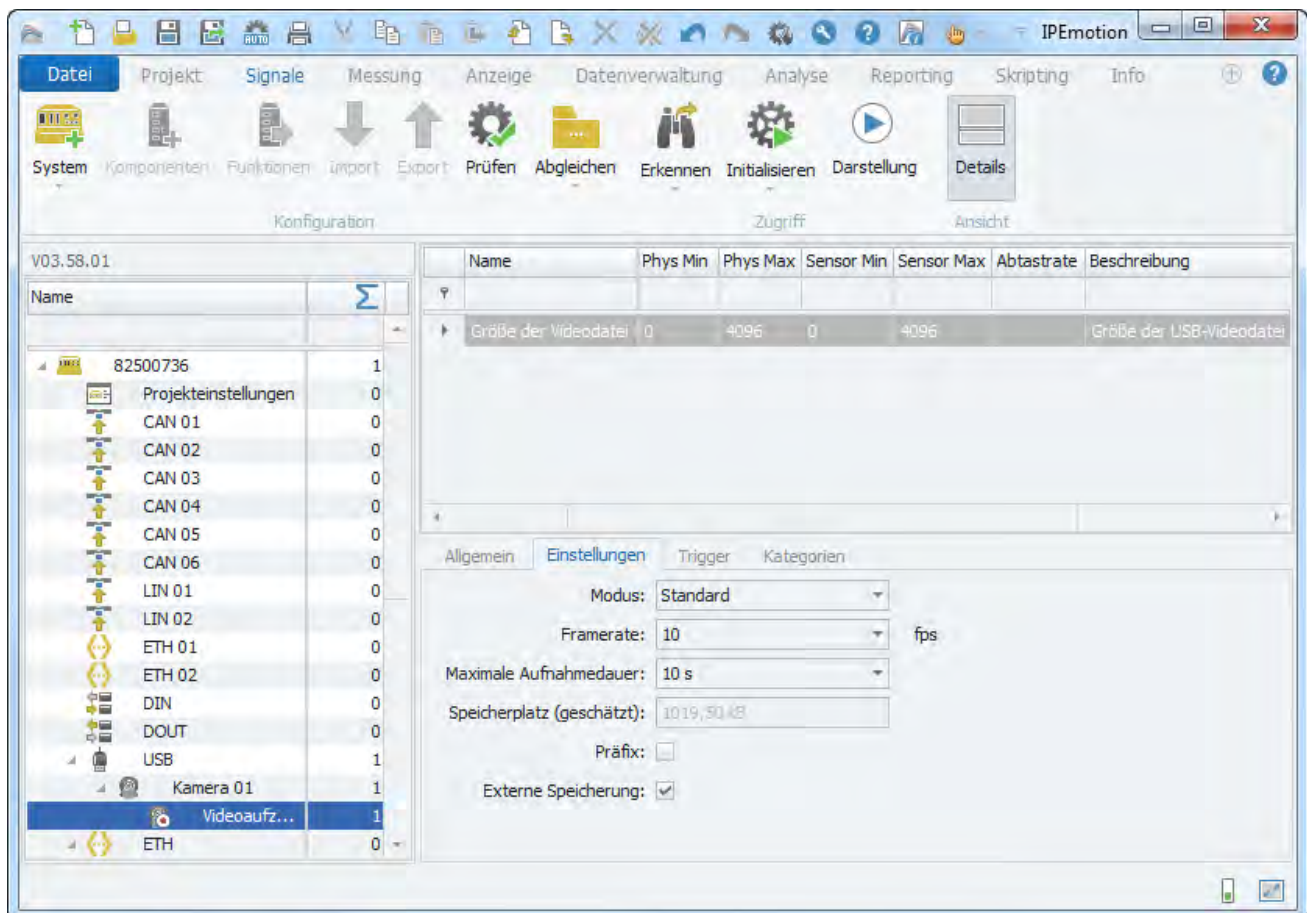 AUTO
IPEmotion
Datei Projekt Signale Messung Anzeige Datenverwaltung Analyse Reporting Skripting Info
System Komponenten Funktionen Import Export Prüfen Abgleichen Erkennen Initialisieren Darstellung Details
Konfiguration Zugriff Ansicht
V03.58.01
Name Σ
82500736 1
Projekteinstellungen 0
CAN 01 0
CAN 02 0
CAN 03 0
CAN 04 0
CAN 05 0
CAN 06 0
LIN 01 0
LIN 02 0
ETH 01 0
ETH 02 0
DIN 0
DOUT 0
USB 1
Kamera 01 1
Videoaufz... 1
ETH 0
Name Phys Min Phys Max Sensor Min Sensor Max Abtastrate Beschreibung
Größe der Videodatei 0 4096 0 4096 Größe der USB-Videodatei
Allgemein Einstellungen Trigger Kategorien
Modus: Standard
Framerate: 10 fps
Maximale Aufnahmedauer: 10 s
Speicherplatz (geschätzt): 1019,50 kB
Präfix:
Externe Speicherung: